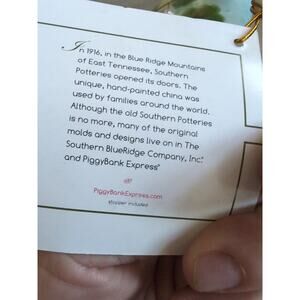 In 1916, in the Blue Ridge Mountains
of East Tennessee, Southern
Potteries opened its doors. The
unique, hand-painted china was
used by families around the world.
Although the old Southern Potteries
is no more, many of the original
molds and designs live on in The
Southern BlueRidge Company, Inc.®
and PiggyBank Express®
PiggyBankExpress.com
stopper included